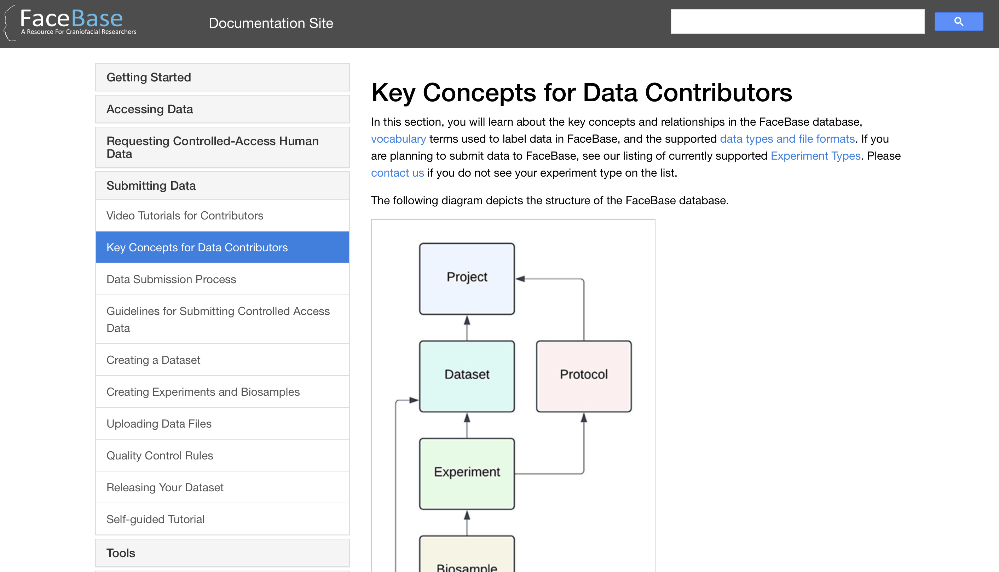 FaceBase
A Resource For Craniofacial Researchers
Documentation Site
Getting Started
Accessing Data
Requesting Controlled-Access Human
Data
Submitting Data
Video Tutorials for Contributors
Key Concepts for Data Contributors
Data Submission Process
Guidelines for Submitting Controlled Access
Data
Creating a Dataset
Creating Experiments and Biosamples
Uploading Data Files
Quality Control Rules
Releasing Your Dataset
Self-guided Tutorial
Tools
Key Concepts for Data Contributors
In this section, you will learn about the key concepts and relationships in the FaceBase database,
vocabulary terms used to label data in FaceBase, and the supported data types and file formats. If you
are planning to submit data to FaceBase, see our listing of currently supported Experiment Types. Please
contact us if you do not see your experiment type on the list.
The following diagram depicts the structure of the FaceBase database.
Project
Dataset
Protocol
Experiment
Biosample